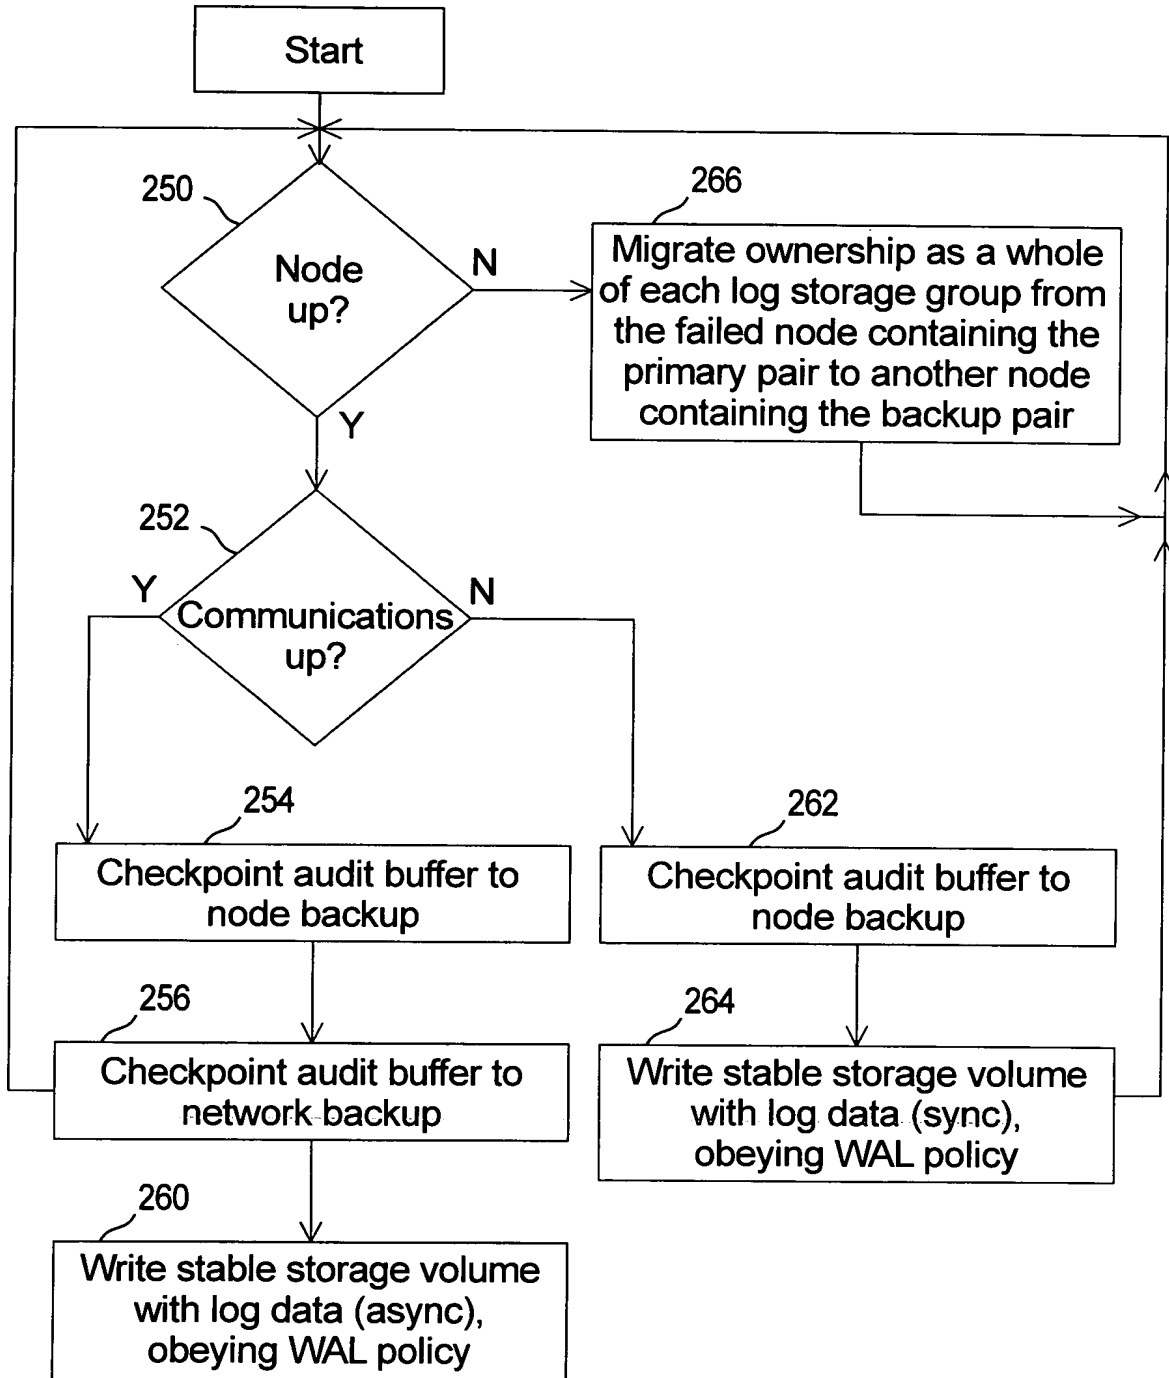 Start
250
Node
up?
N
Y
266
Migrate ownership as a whole
of each log storage group from
the failed node containing the
primary pair to another node
containing the backup pair
252
Y
Communications
up?
N
254
Checkpoint audit buffer to
node backup
262
Checkpoint audit buffer to
node backup
256
Checkpoint audit buffer to
network backup
264
Write stable storage volume
with log data (sync),
obeying WAL policy
260
Write stable storage volume
with log data (async),
obeying WAL policy